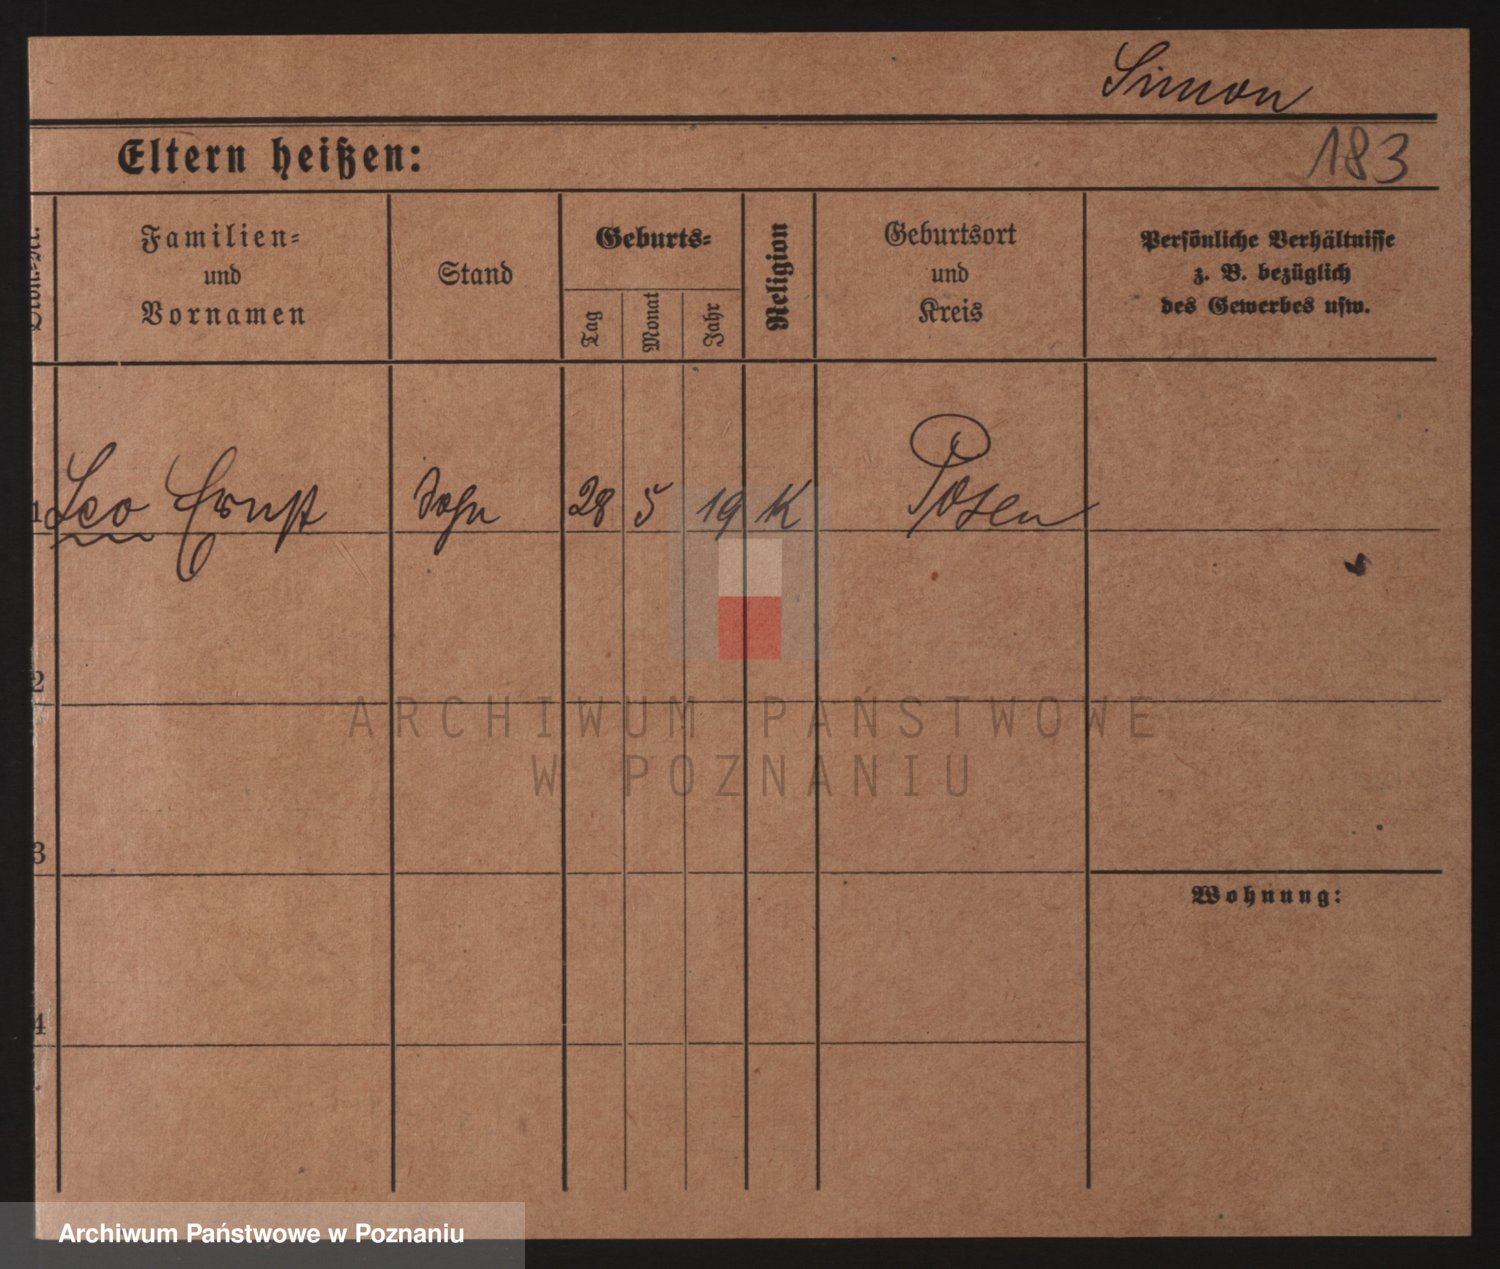 Simon
Eltern heißen:
183
Familien=
und
Vornamen
Stand
Geburts=
Tag
Monat
Jahr
Religion
Geburtsort
und
Kreis
Persönliche Verhältnisse
z. B. bezüglich
des Gewerbes usw.
1 Leo Ernst Sohn 28 5 19 K Posen
2
ARCHIWUM PAŃSTWOWE
W POZNANIU
3
Wohnung:
4
Archiwum Państwowe w Poznaniu